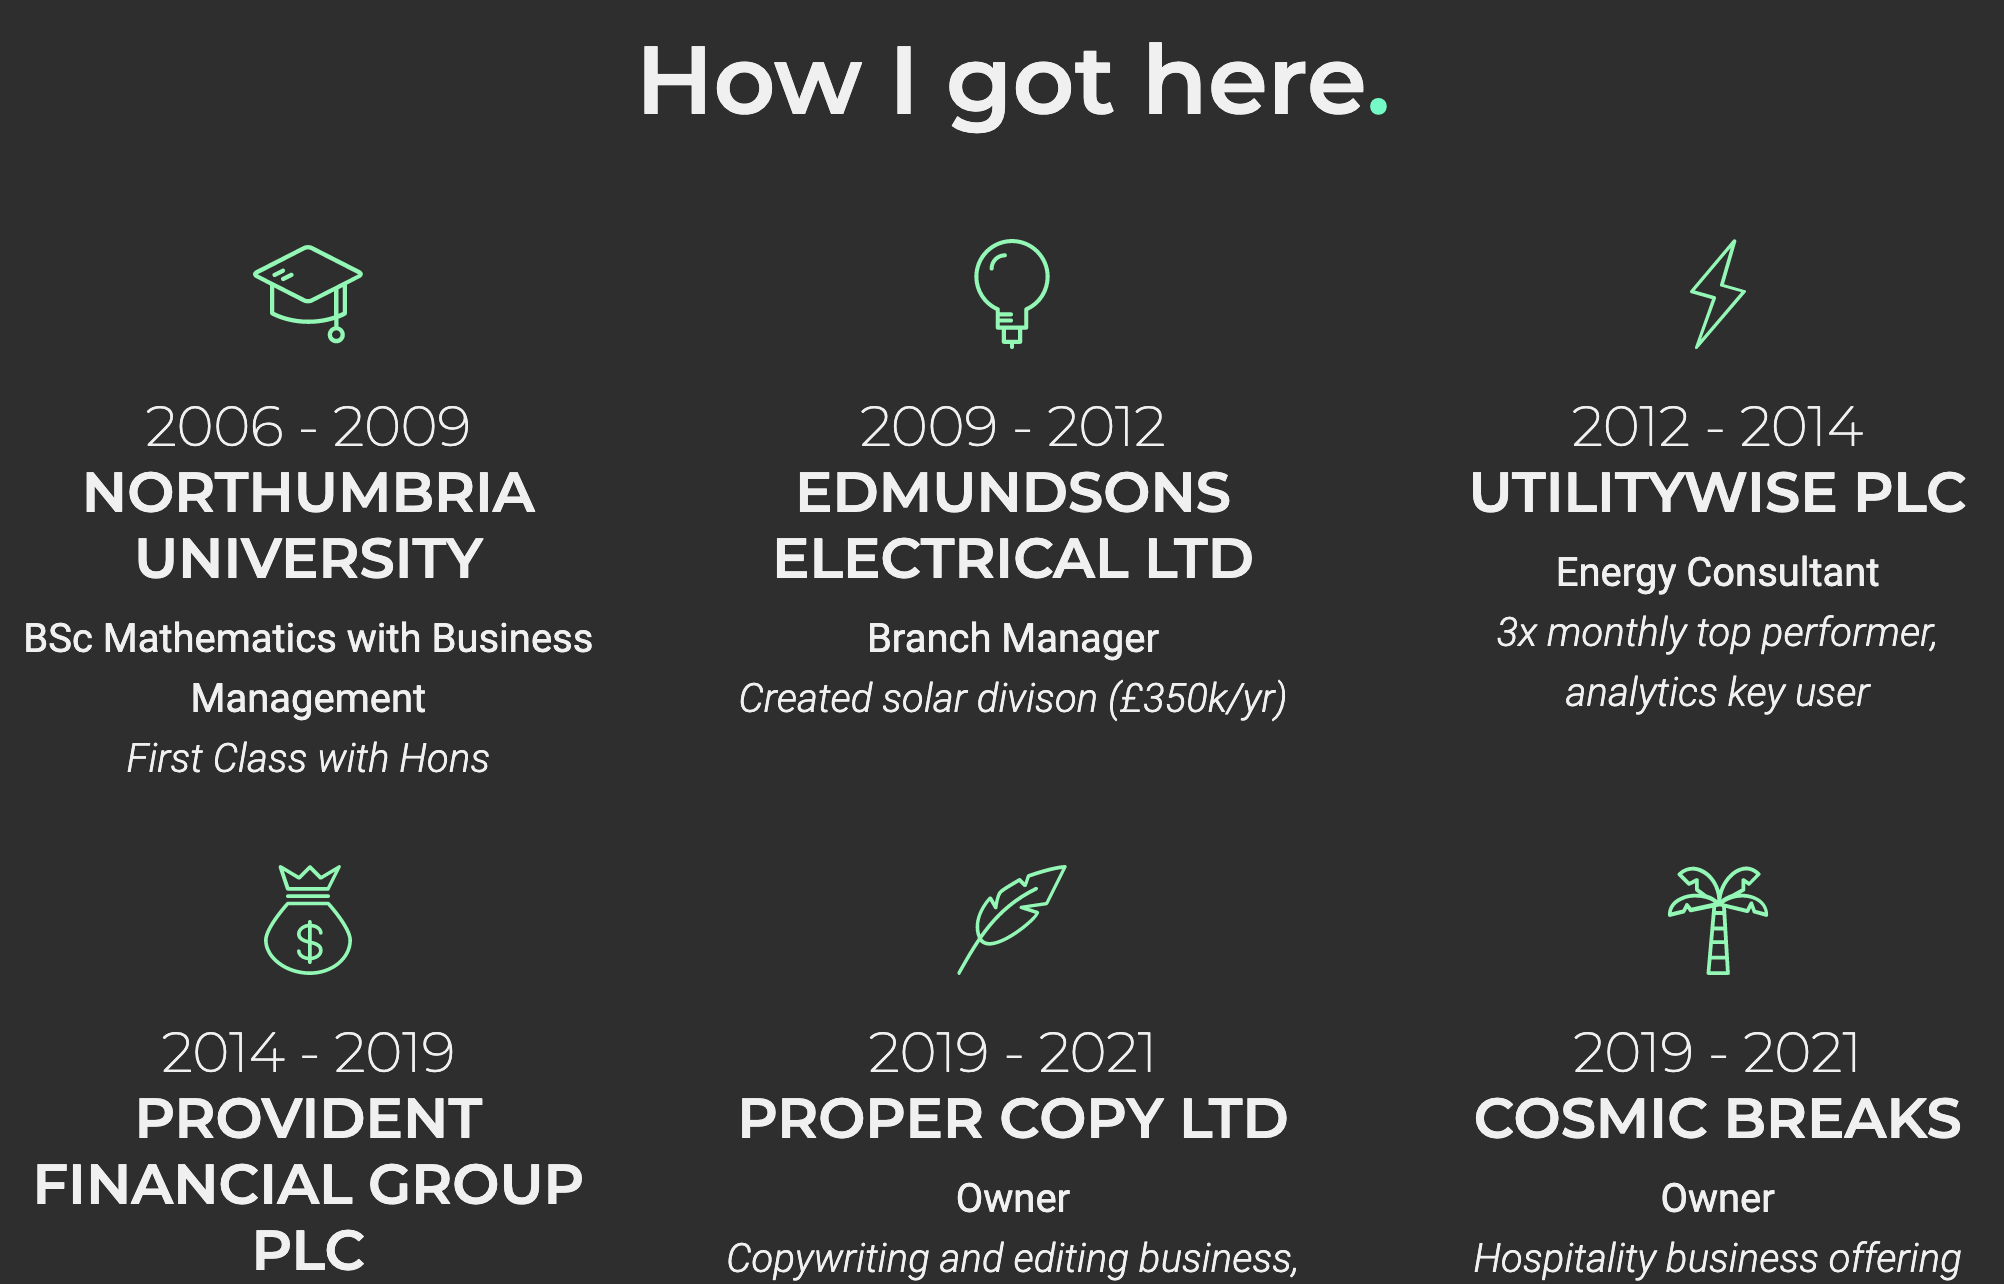 How I got here.
2006 - 2009
NORTHUMBRIA
UNIVERSITY
BSc Mathematics with Business
Management
First Class with Hons
2009 - 2012
EDMUNDSONS
ELECTRICAL LTD
Branch Manager
Created solar divison (£350k/yr)
2012 - 2014
UTILITYWISE PLC
Energy Consultant
3x monthly top performer,
analytics key user
$
2014 - 2019
PROVIDENT
FINANCIAL GROUP
PLC
2019 - 2021
PROPER COPY LTD
Owner
Copywriting and editing business,
2019 - 2021
COSMIC BREAKS
Owner
Hospitality business offering